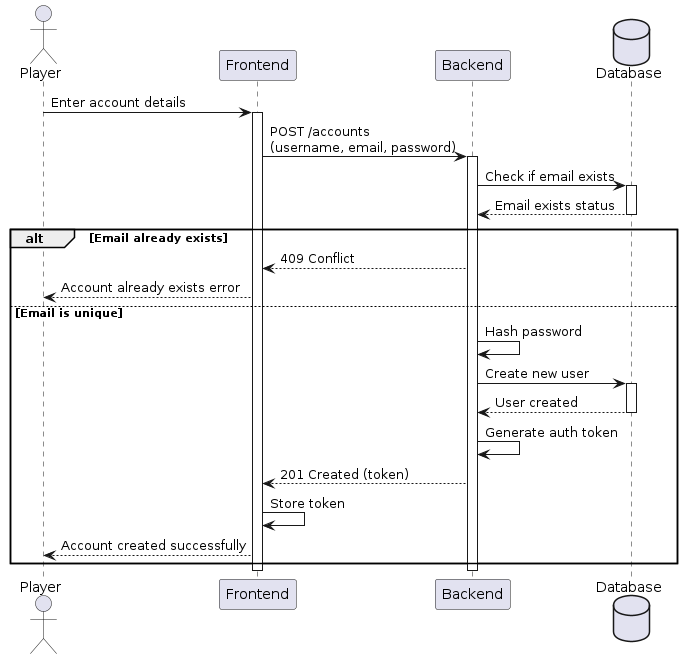 Player
Frontend
Backend
Database
Enter account details
POST /accounts
(username, email, password)
Check if email exists
Email exists status
alt
[Email already exists]
409 Conflict
Account already exists error
[Email is unique]
Hash password
Create new user
User created
Generate auth token
201 Created (token)
Store token
Account created successfully
Player
Frontend
Backend
Database